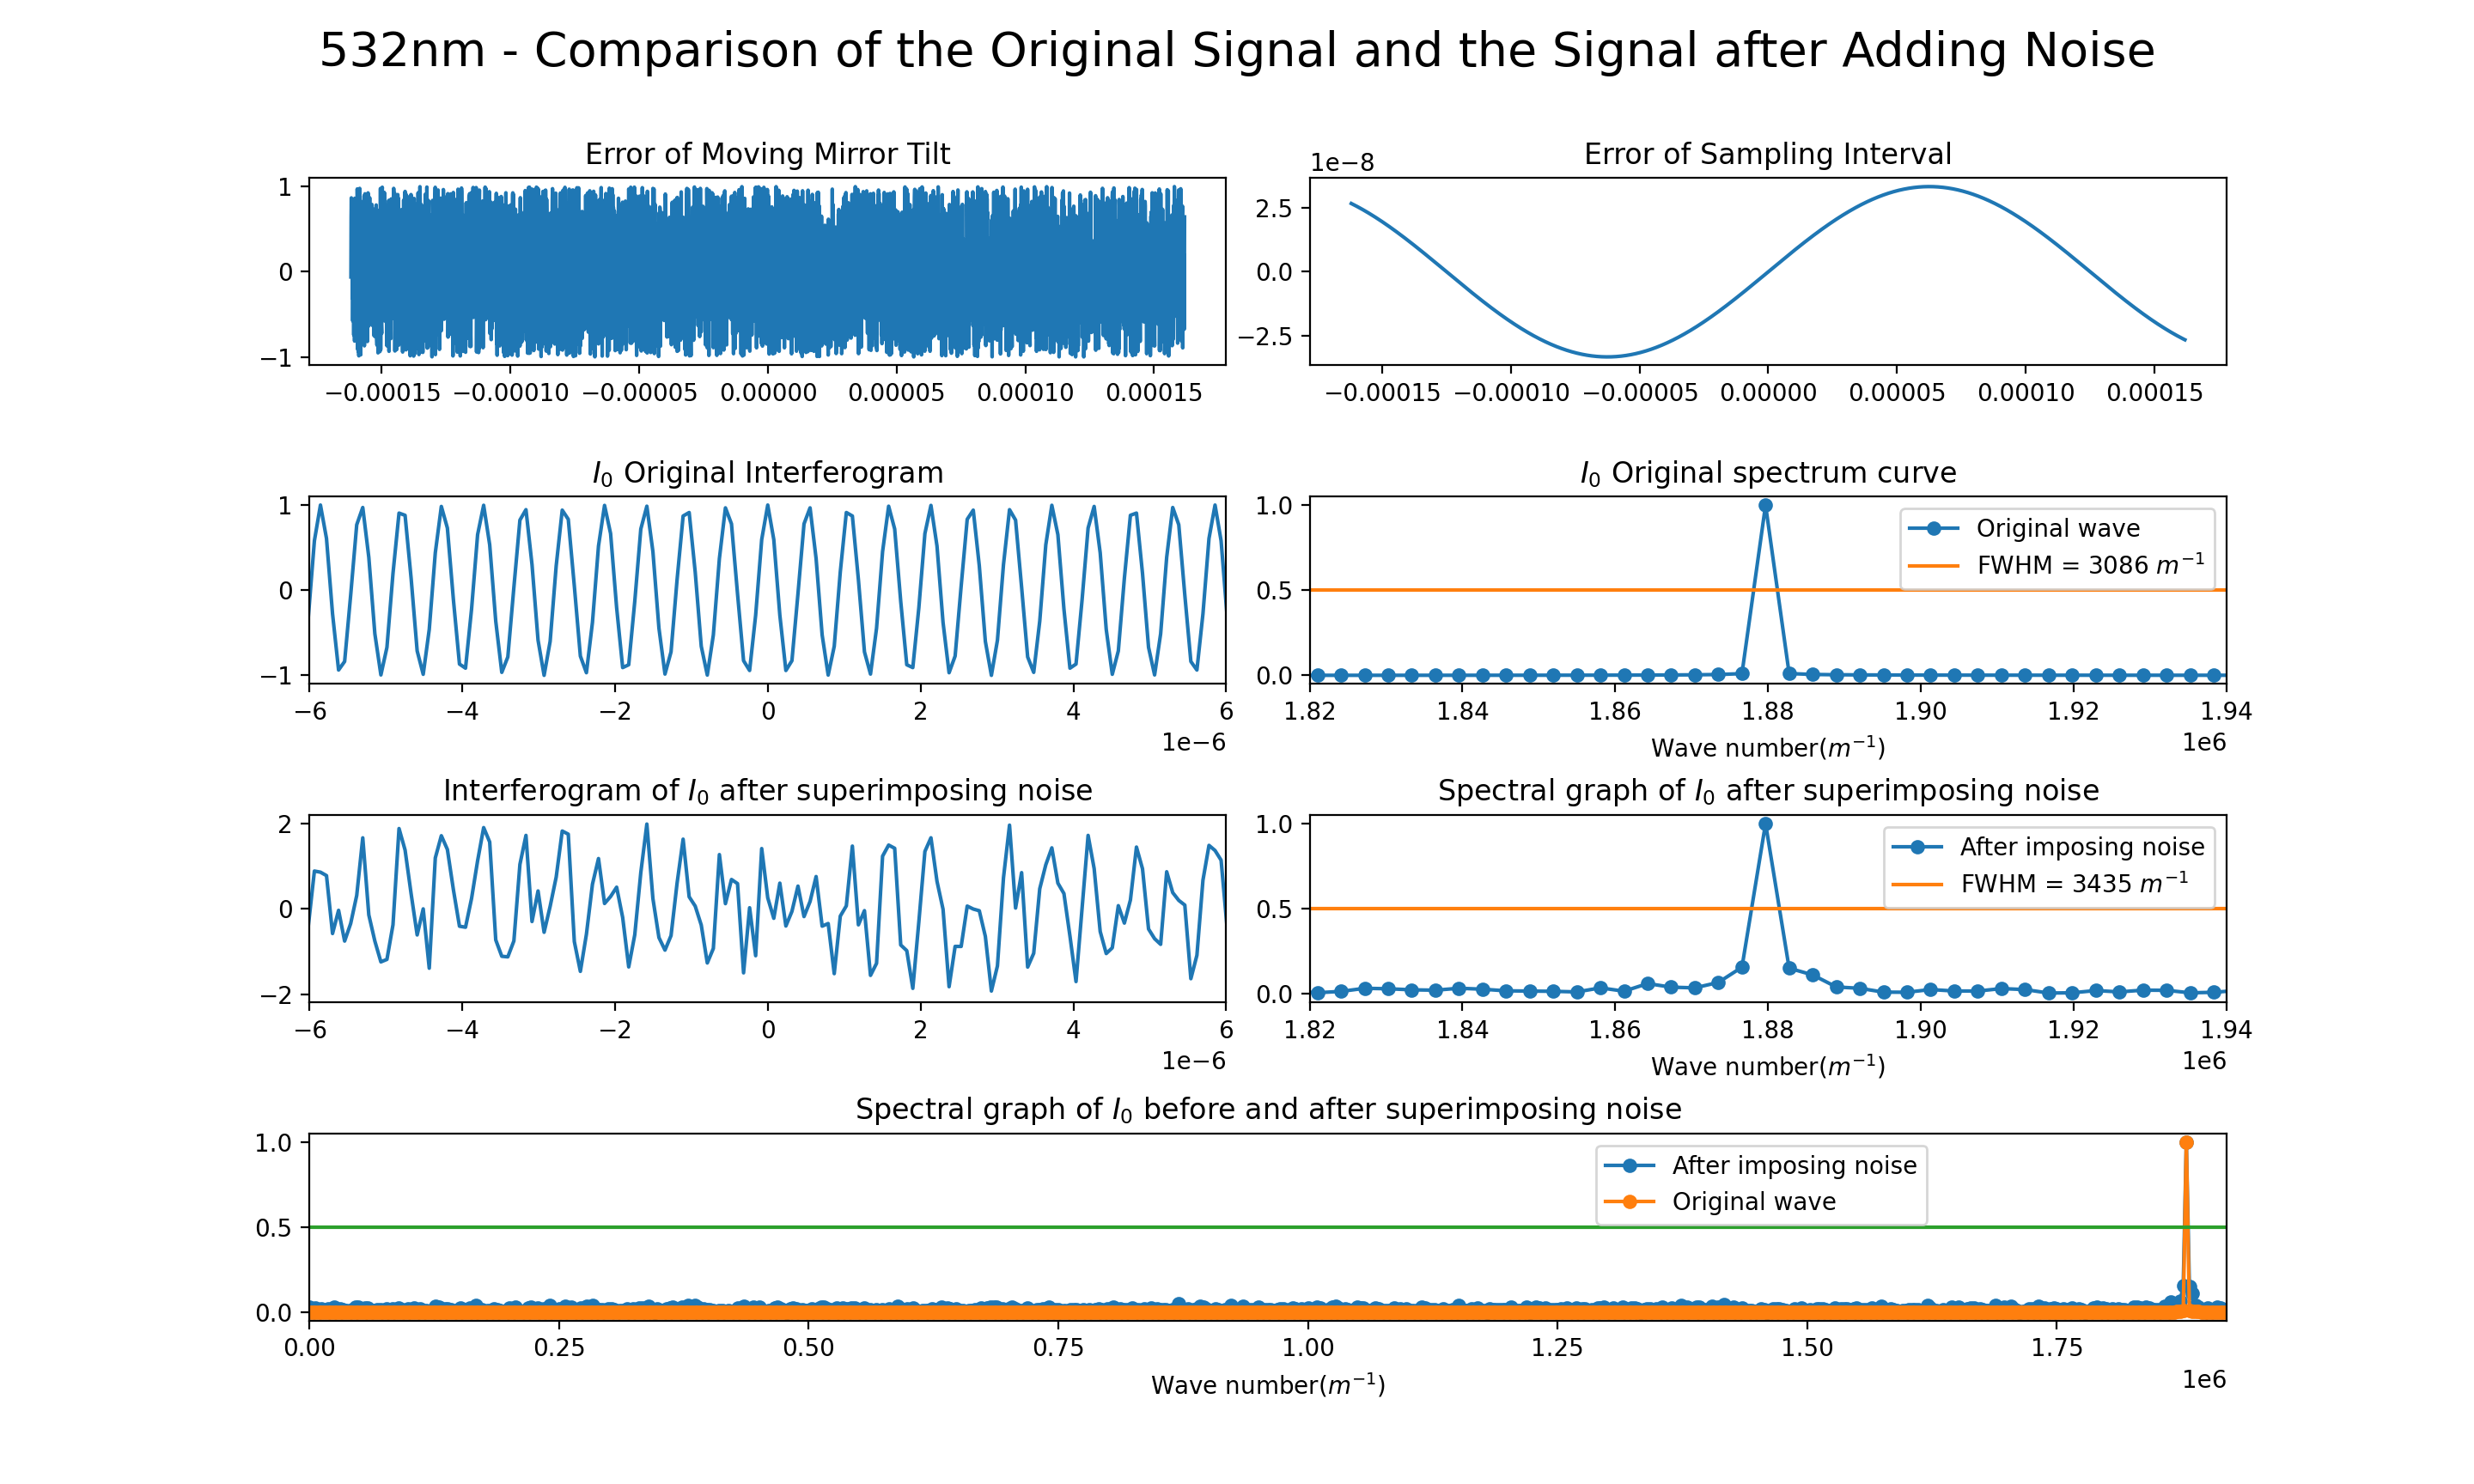 532nm - Comparison of the Original Signal and the Signal after Adding Noise
Error of Moving Mirror Tilt
1
0
−1
−0.00015 −0.00010 −0.00005 0.00000 0.00005 0.00010 0.00015
Error of Sampling Interval
1e−8
2.5
0.0
−2.5
−0.00015 −0.00010 −0.00005 0.00000 0.00005 0.00010 0.00015
I₀ Original Interferogram
1
0
−1
−6 −4 −2 0 2 4 6
1e−6
I₀ Original spectrum curve
1.0
0.5
0.0
Original wave
FWHM = 3086 m⁻¹
1.82 1.84 1.86 1.88 1.90 1.92 1.94
Wave number(m⁻¹)
1e6
Interferogram of I₀ after superimposing noise
2
0
−2
−6 −4 −2 0 2 4 6
1e−6
Spectral graph of I₀ after superimposing noise
1.0
0.5
0.0
After imposing noise
FWHM = 3435 m⁻¹
1.82 1.84 1.86 1.88 1.90 1.92 1.94
Wave number(m⁻¹)
1e6
Spectral graph of I₀ before and after superimposing noise
1.0
0.5
0.0
After imposing noise
Original wave
0.00 0.25 0.50 0.75 1.00 1.25 1.50 1.75
Wave number(m⁻¹)
1e6